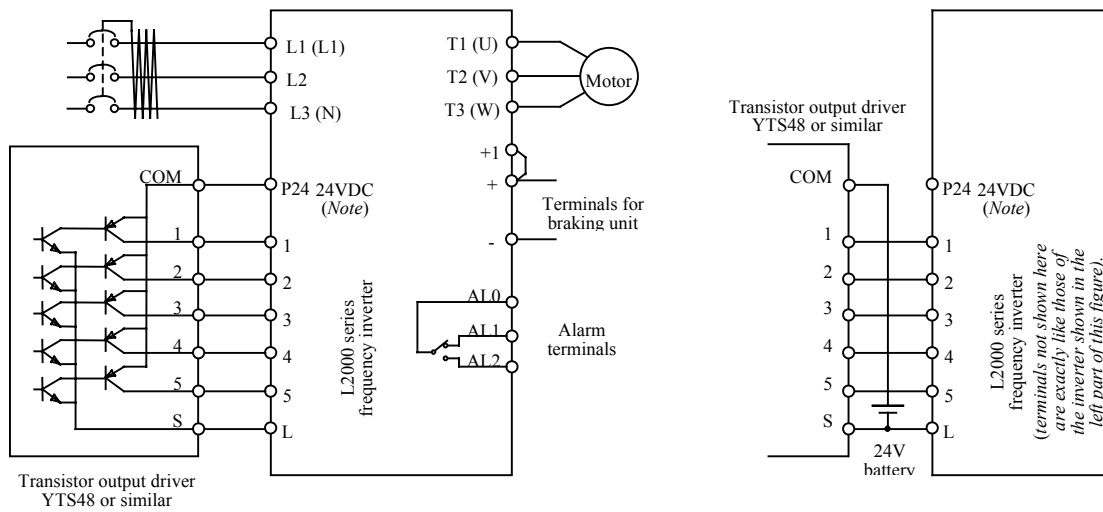 L1 (L1)
L2
L3 (N)
T1 (U)
T2 (V)
T3 (W)
Motor
+1
+
-
Terminals for
braking unit
COM
P24 24VDC
(Note)
1
1
2
2
3
3
4
4
5
5
S
L
L2000 series
frequency inverter
AL0
AL1
AL2
Alarm
terminals
Transistor output driver
YTS48 or similar
Transistor output driver
YTS48 or similar
COM
P24 24VDC
(Note)
1
1
2
2
3
3
4
4
5
5
S
L
24V
battery
L2000 series
frequency inverter
(terminals not shown here
are exactly like those of
the inverter shown in the
left part of this figure).